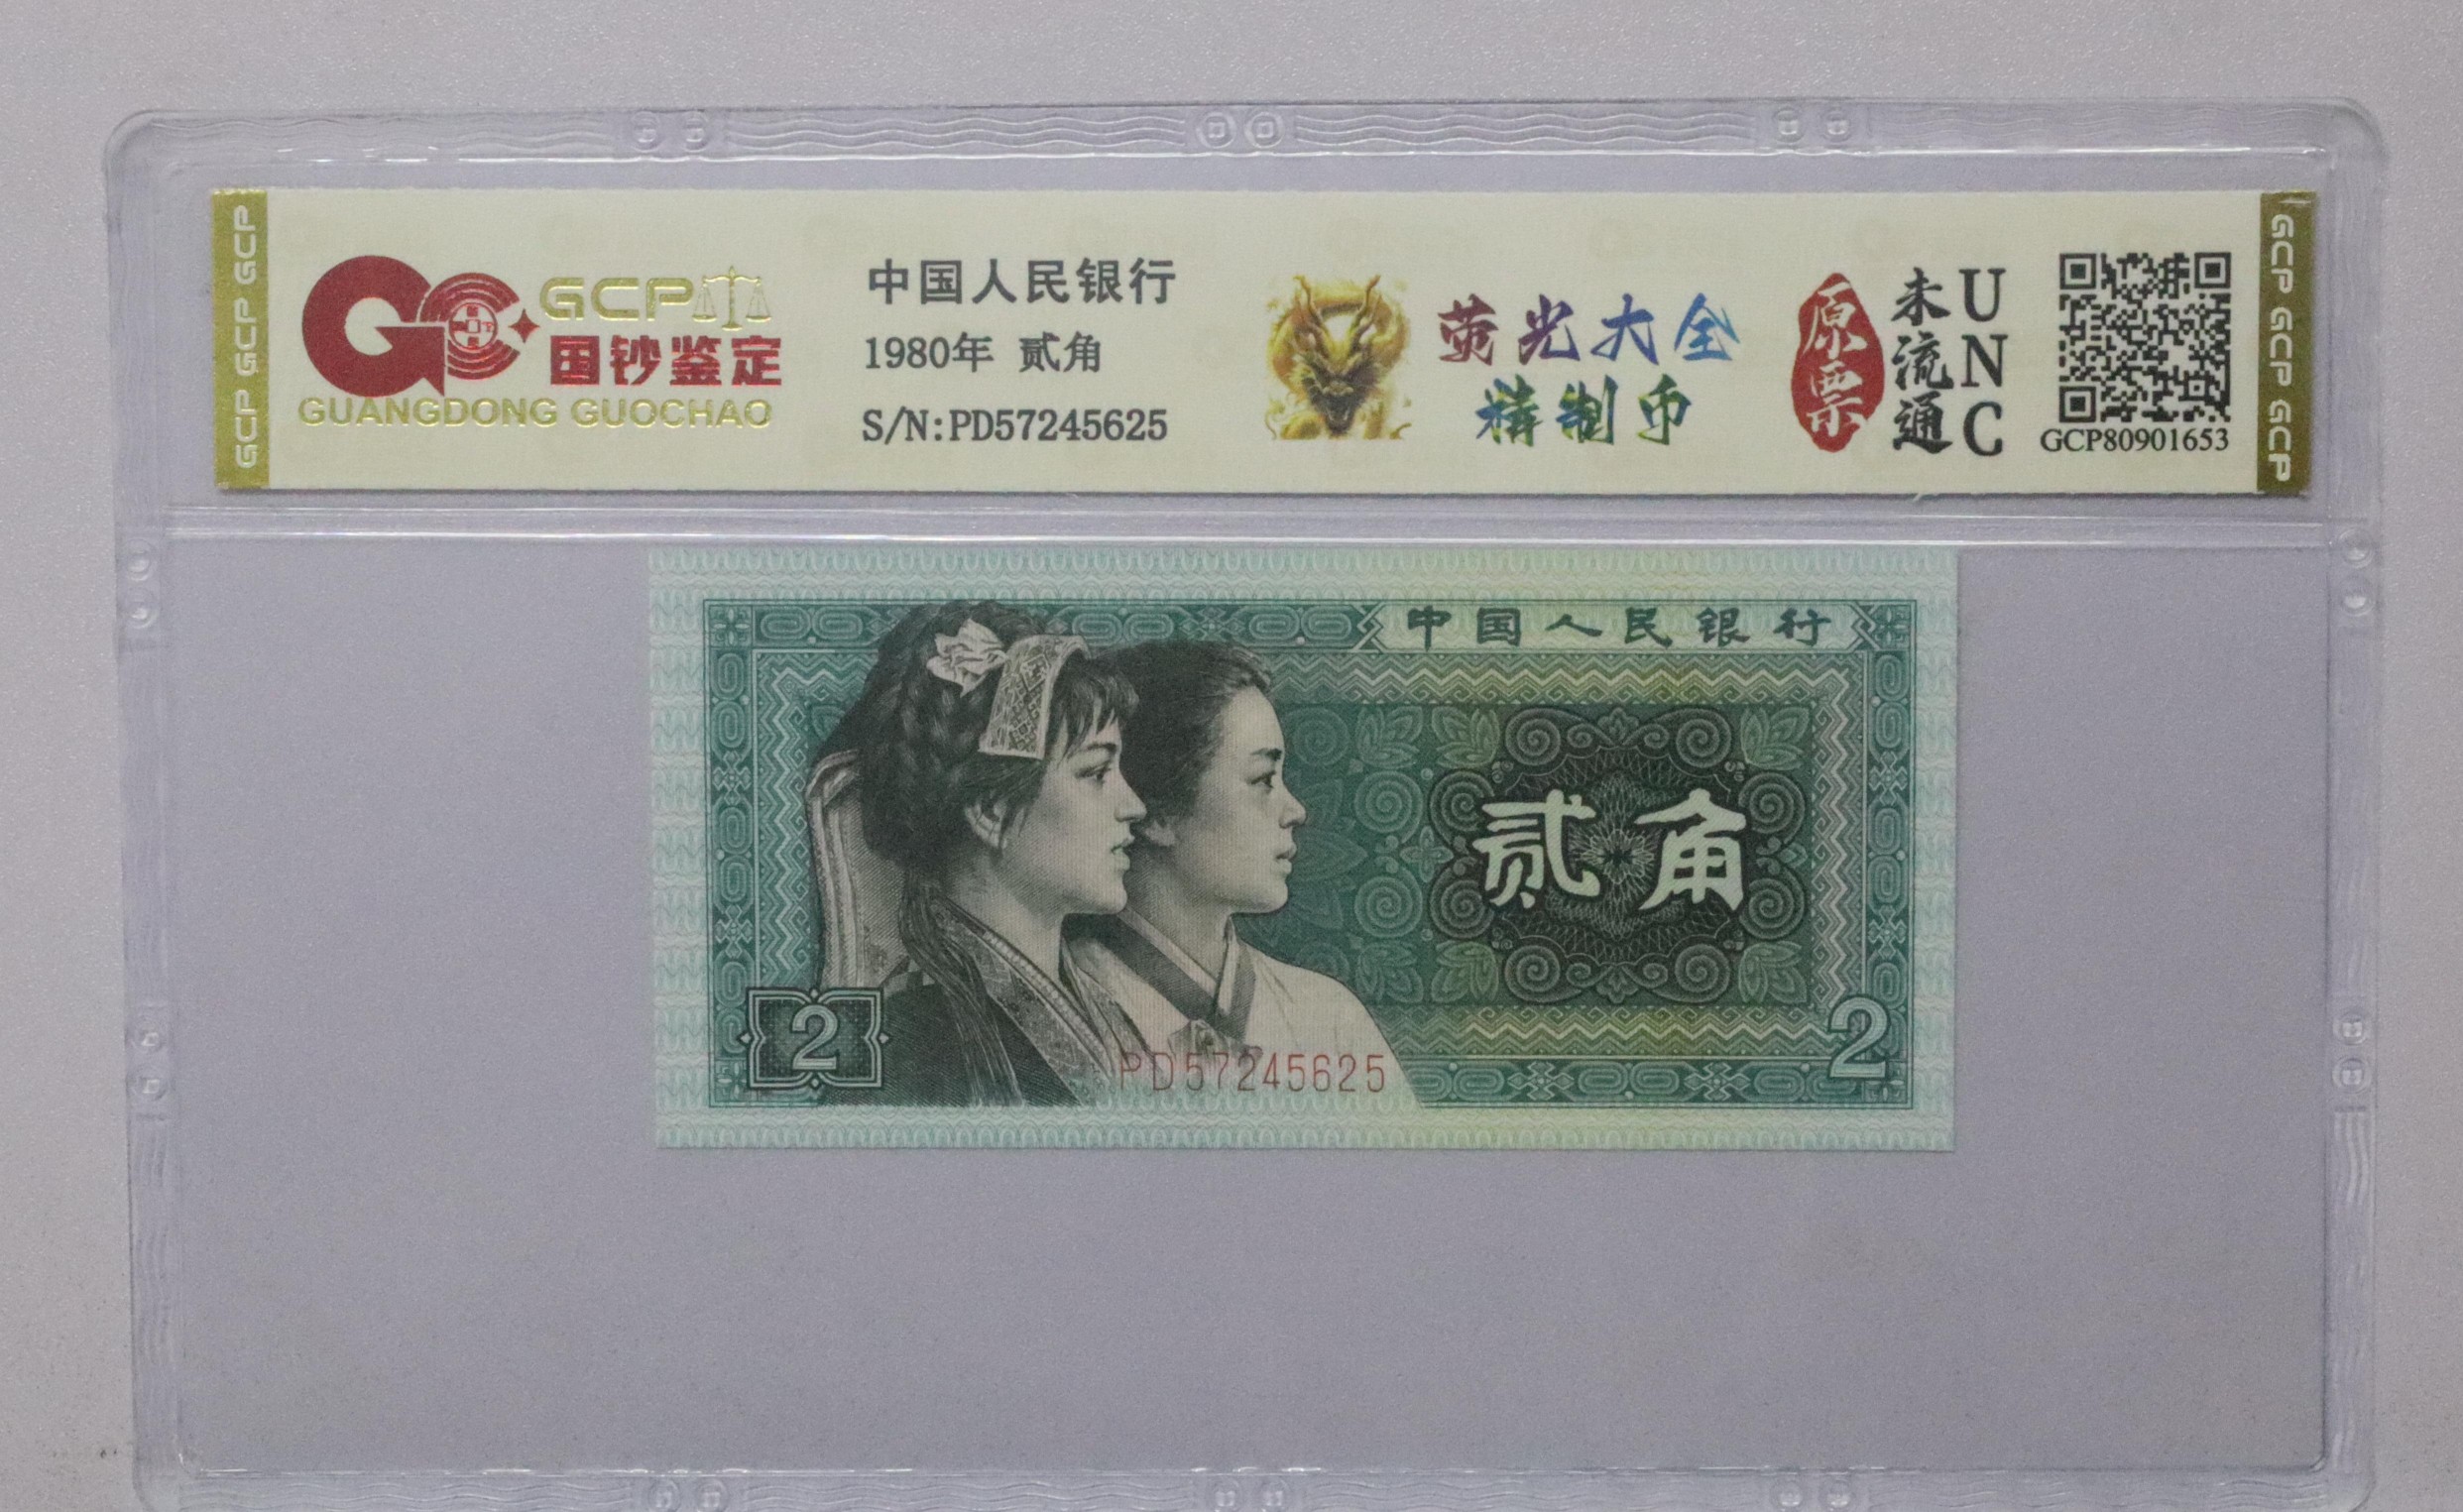 GCP GCP GCP
GCP
国钞鉴定
GUANGDONG GUOCHAO
中国人民银行
1980年 贰角
S/N:PD57245625
荧光大全
精制币
原票
未流通
UNC
GCP80901653
GCP GCP GCP
中国人民银行
贰角
2
2
PD57245625